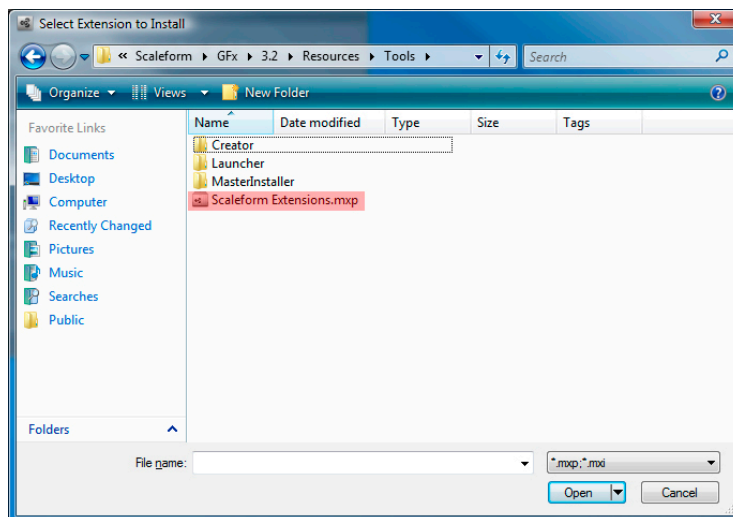 Select Extension to Install
« Scaleform ▸ GFx ▸ 3.2 ▸ Resources ▸ Tools ▸
Search
Organize Views New Folder
Favorite Links
Documents
Desktop
Computer
Recently Changed
Pictures
Music
Searches
Public
Folders
Name Date modified Type Size Tags
Creator
Launcher
MasterInstaller
Scaleform Extensions.mxp
File name:
*.mxp;*.mxi
Open Cancel